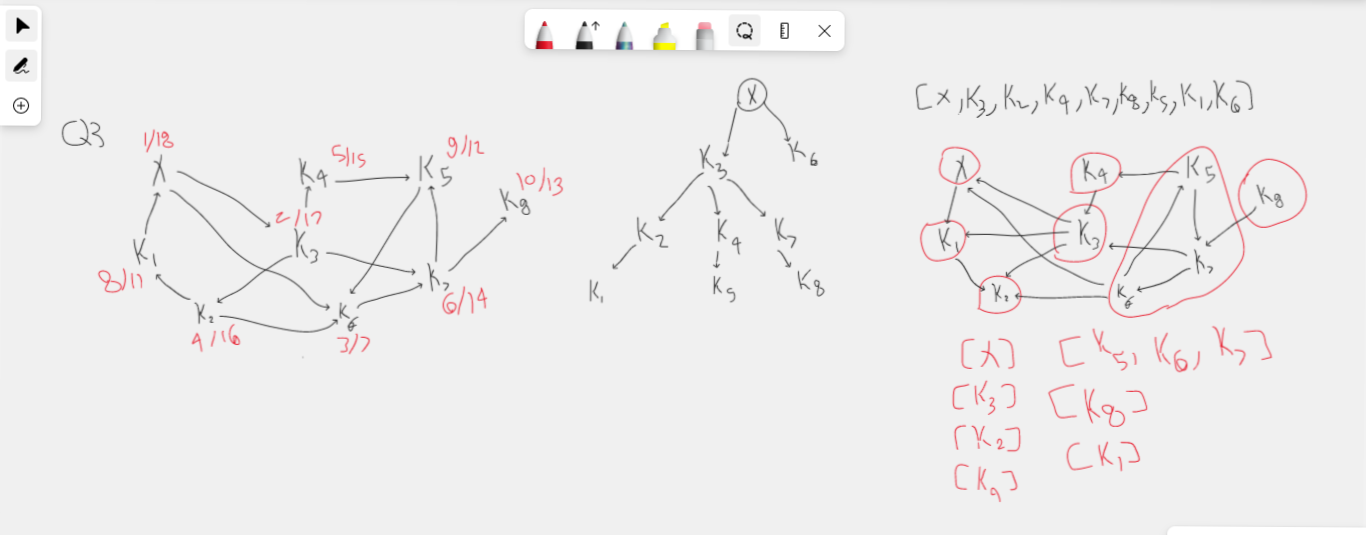 Q3
1/18
X
K4
5/15
K5
9/12
K8
10/13
2/17
K3
K1
8/11
K7
6/14
K2
4/16
K6
3/7
X
K3
K6
K2
K4
K7
K1
K5
K8
[X, K3, K2, K4, K7, K8, K5, K1, K6]
X
K4
K5
K8
K1
K3
K7
K2
K6
[X] [K5, K6, K7]
[K3] [K8]
[K2] [K1]
[K4]